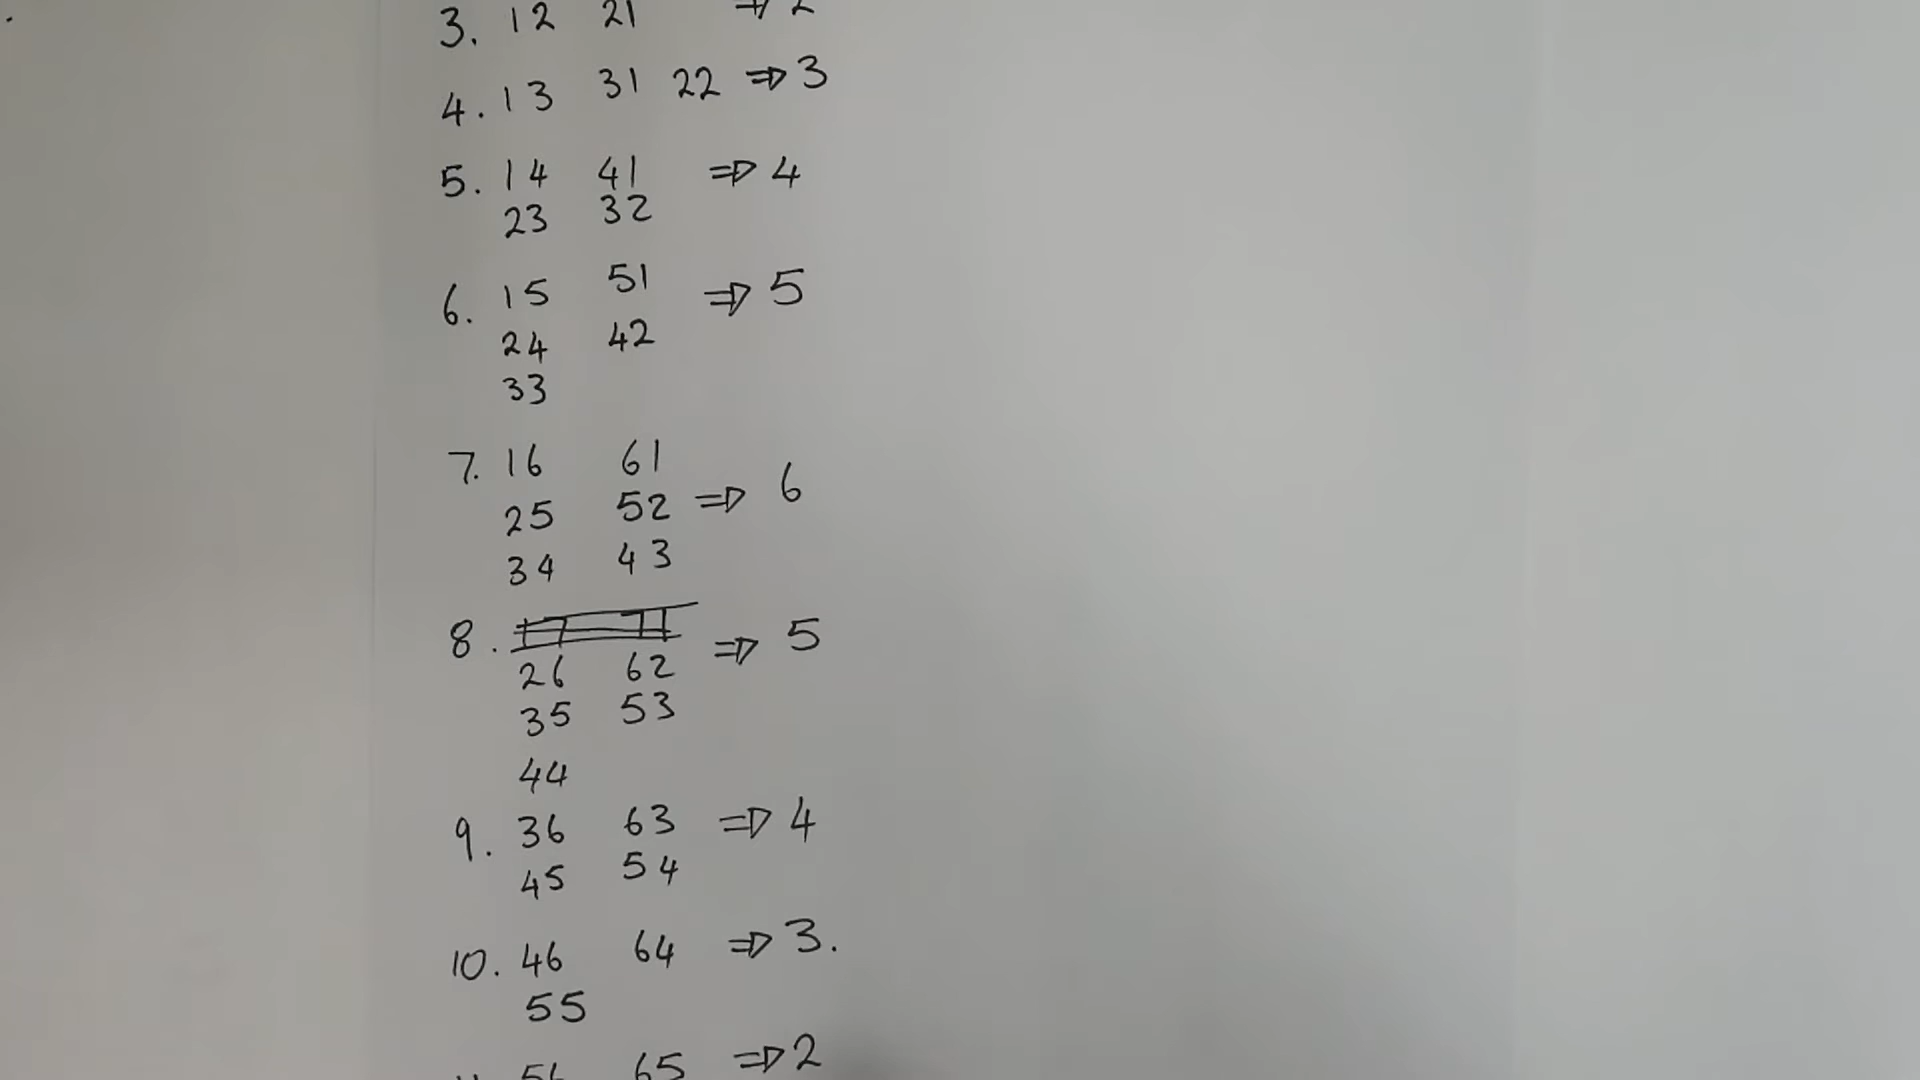 3. 12 21 ⇒ 2
4. 13 31 22 ⇒ 3
5. 14 41 ⇒ 4
23 32
6. 15 51 ⇒ 5
24 42
33
7. 16 61
25 52 ⇒ 6
34 43
8. 17 71 ⇒ 5
26 62
35 53
44
9. 36 63 ⇒ 4
45 54
10. 46 64 ⇒ 3.
55
56 65 ⇒ 2